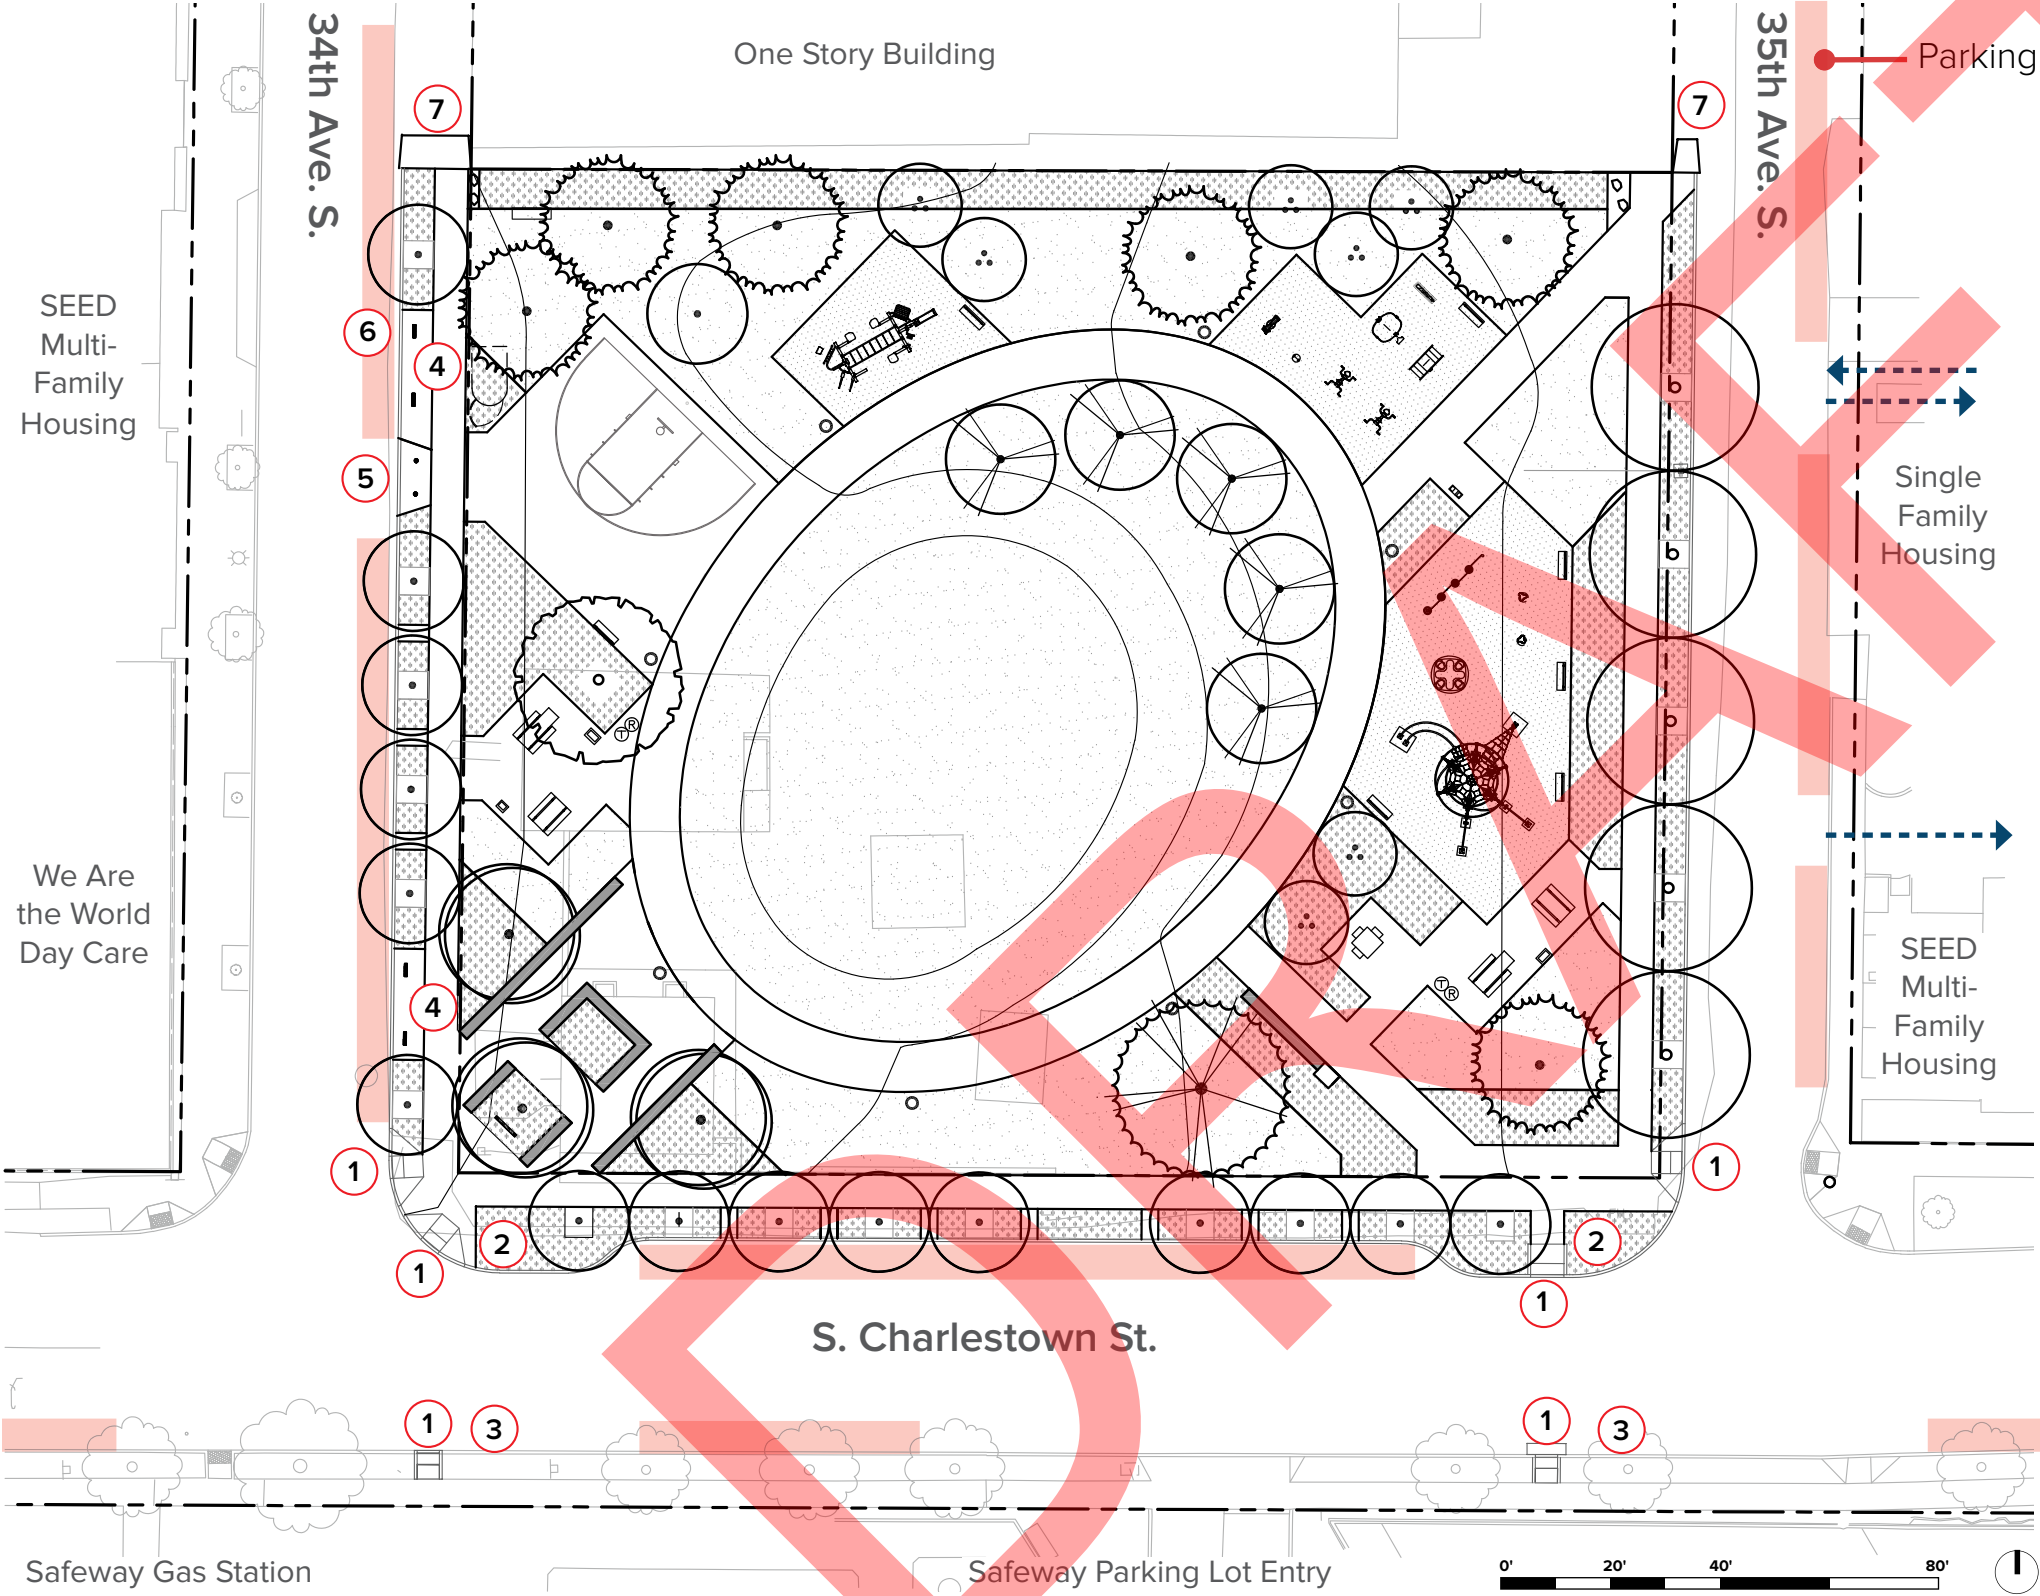 34th Ave. S.
One Story Building
35th Ave. S.
Parking
7
7
SEED
Multi-
Family
Housing
6
4
5
Single
Family
Housing
T R
We Are
the World
Day Care
4
T R
SEED
Multi-
Family
Housing
1
1
2
2
1
1
S. Charlestown St.
1
3
1
3
Safeway Gas Station
Safeway Parking Lot Entry
0' 20' 40' 80'
DRAFT